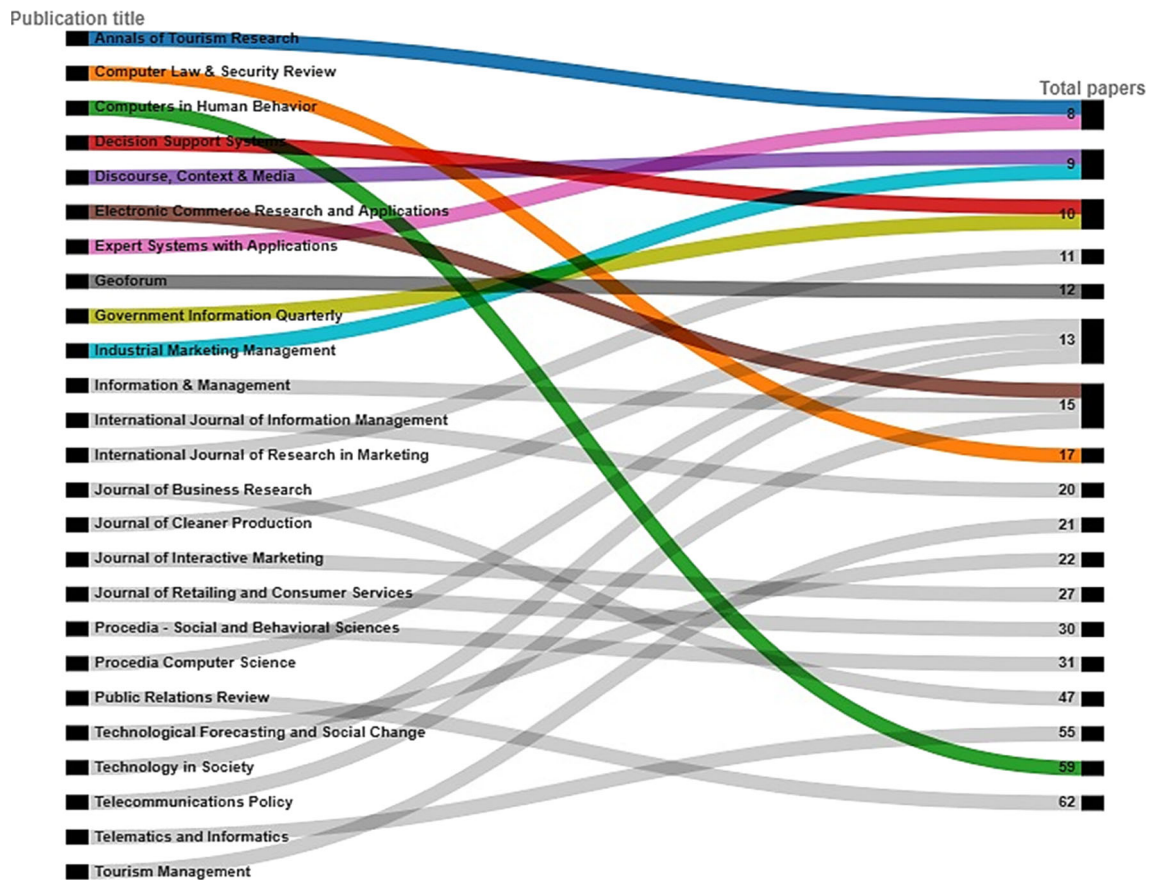 Publication title
Annals of Tourism Research
Computer Law & Security Review
Computers in Human Behavior
Decision Support Systems
Discourse, Context & Media
Electronic Commerce Research and Applications
Expert Systems with Applications
Geoforum
Government Information Quarterly
Industrial Marketing Management
Information & Management
International Journal of Information Management
International Journal of Research in Marketing
Journal of Business Research
Journal of Cleaner Production
Journal of Interactive Marketing
Journal of Retailing and Consumer Services
Procedia - Social and Behavioral Sciences
Procedia Computer Science
Public Relations Review
Technological Forecasting and Social Change
Technology in Society
Telecommunications Policy
Telematics and Informatics
Tourism Management
Total papers
8
9
10
11
12
13
15
17
20
21
22
27
30
31
47
55
59
62